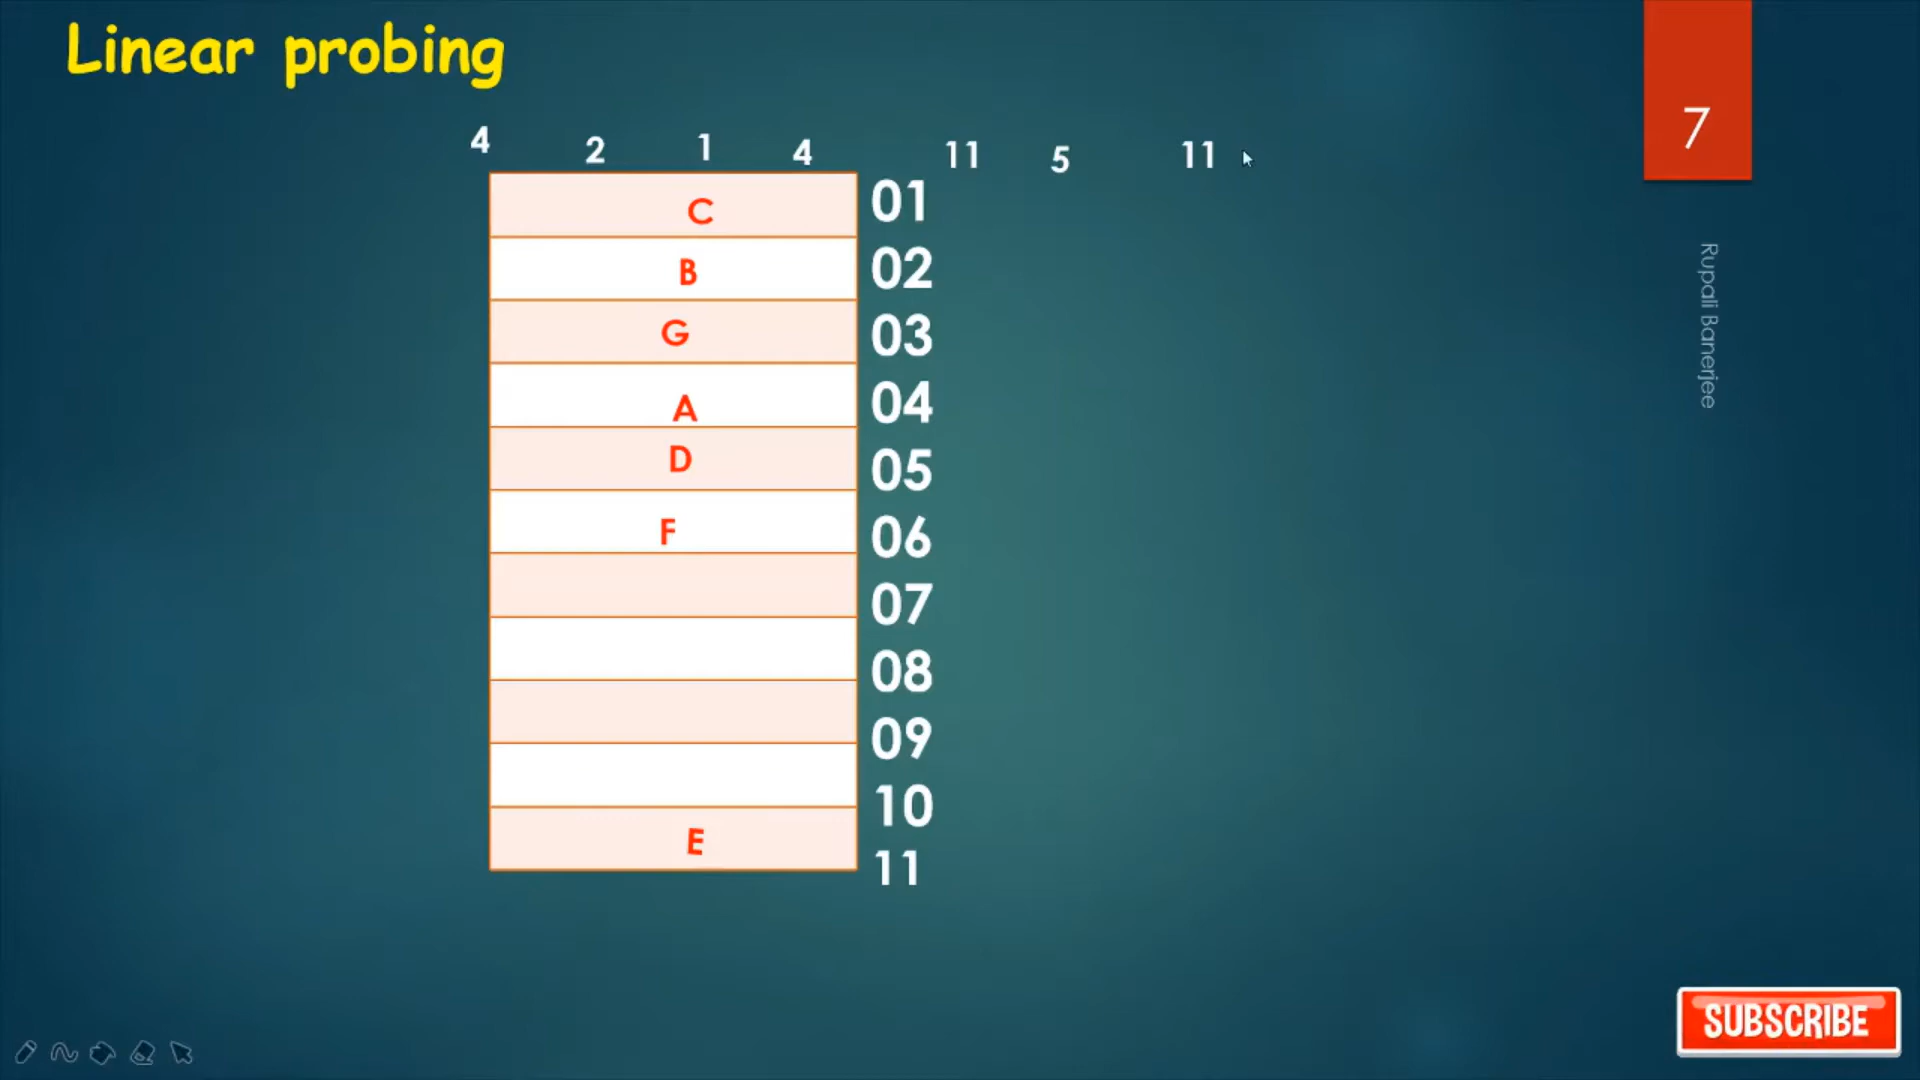 Linear probing
7
4 2 1 4 11 5 11
C 01
B 02
G 03
A 04
D 05
F 06
07
08
09
10
E 11
Rupali Banerjee
SUBSCRIBE